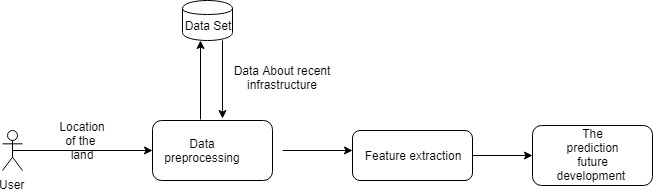 Data Set
Data About recent
infrastructure
Location
of the
land
Data
preprocessing
Feature extraction
The
prediction
future
development
User